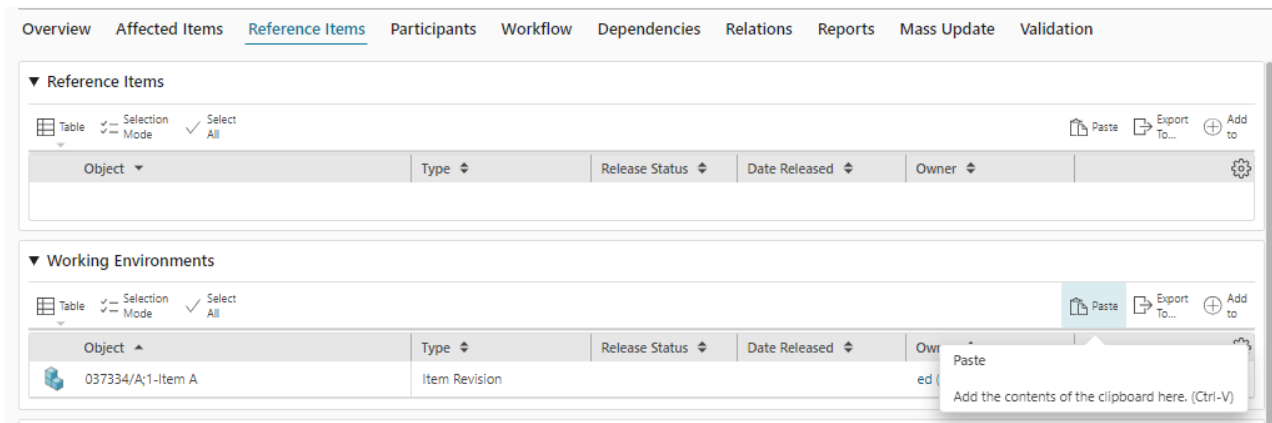 Overview Affected Items Reference Items Participants Workflow Dependencies Relations Reports Mass Update Validation
Reference Items
Table Selection Mode Select All Paste Export To... Add to
Object Type Release Status Date Released Owner
Working Environments
Table Selection Mode Select All Paste Export To... Add to
Object Type Release Status Date Released Own
037334/A;1-Item A Item Revision ed (
Paste
Add the contents of the clipboard here. (Ctrl-V)